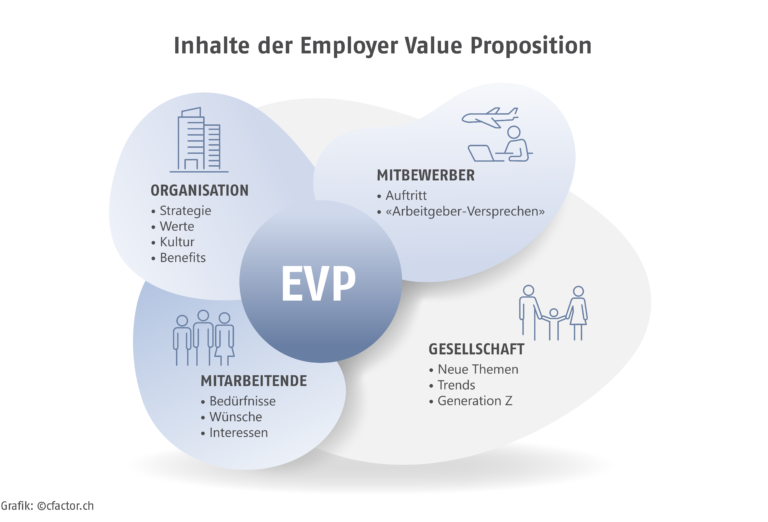 Inhalte der Employer Value Proposition
ORGANISATION
• Strategie
• Werte
• Kultur
• Benefits
MITBEWERBER
• Auftritt
• «Arbeitgeber-Versprechen»
EVP
MITARBEITENDE
• Bedürfnisse
• Wünsche
• Interessen
GESELLSCHAFT
• Neue Themen
• Trends
• Generation Z
Grafik: ©cfactor.ch